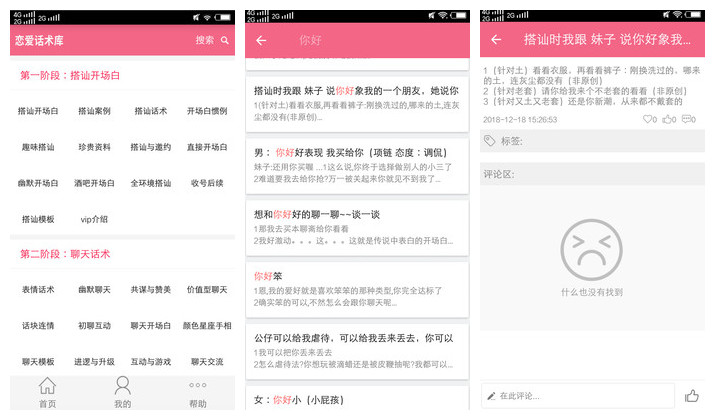 4G 2G
恋爱话术库
搜索
第一阶段：搭讪开场白
搭讪开场白 搭讪案例 搭讪话术 开场白惯例
趣味搭讪 珍贵资料 搭讪与邀约 直接开场白
幽默开场白 酒吧开场白 全环境搭讪 收号后续
搭讪模板 vip介绍
第二阶段：聊天话术
表情话术 幽默聊天 共谋与赞美 价值型聊天
话块连情 初聊互动 聊天开场白 颜色星座手相
聊天模板 进逻与升级 互动与游戏 聊天交流
首页 我的 帮助
4G 2G
你好
搭讪时我跟 妹子 说你好象我的一个朋友，她说你
1(针对土)看看衣服,再看看裤子:刚换洗过的,哪来的土,连灰
尘都没有(非原创)...
男： 你好好表现 我买给你（项链 态度：调侃）
妹子:还用你买喔 ...1这么说,你终于选择做别人的小三了
2难道要我去给你抢?万一被关起来你就见不到我了...
想和你好好的聊一聊~~谈一谈
1那我去买本聊斋给你看看
2我好激动。。。这。。。这就是传说中表白的开场白...
你好笨
1恩,我的爱好就是喜欢笨笨的那种类型,你完全达标了
2确实笨的可以,不然怎么会跟你聊天呢...
公仔可以给我虐待，可以给我丢来丢去，你可以
1我可以把你丢来丢去
2怎么虐待法?你想玩被滴蜡还是被皮鞭抽呢?我都可以...
女：你好小（小屁孩）
4G 2G
搭讪时我跟 妹子 说你好象我...
1（针对土）看看衣服，再看看裤子：刚换洗过的，哪来
的土，连灰尘都没有（非原创）
2（针对老套）请你给我来个不老套的看看（非原创）
3（针对又土又老套）还是你新潮，从来都不戴套的
2018-12-18 15:26:53
0 0 0
标签:
评论区:
什么也没有找到
在此评论...